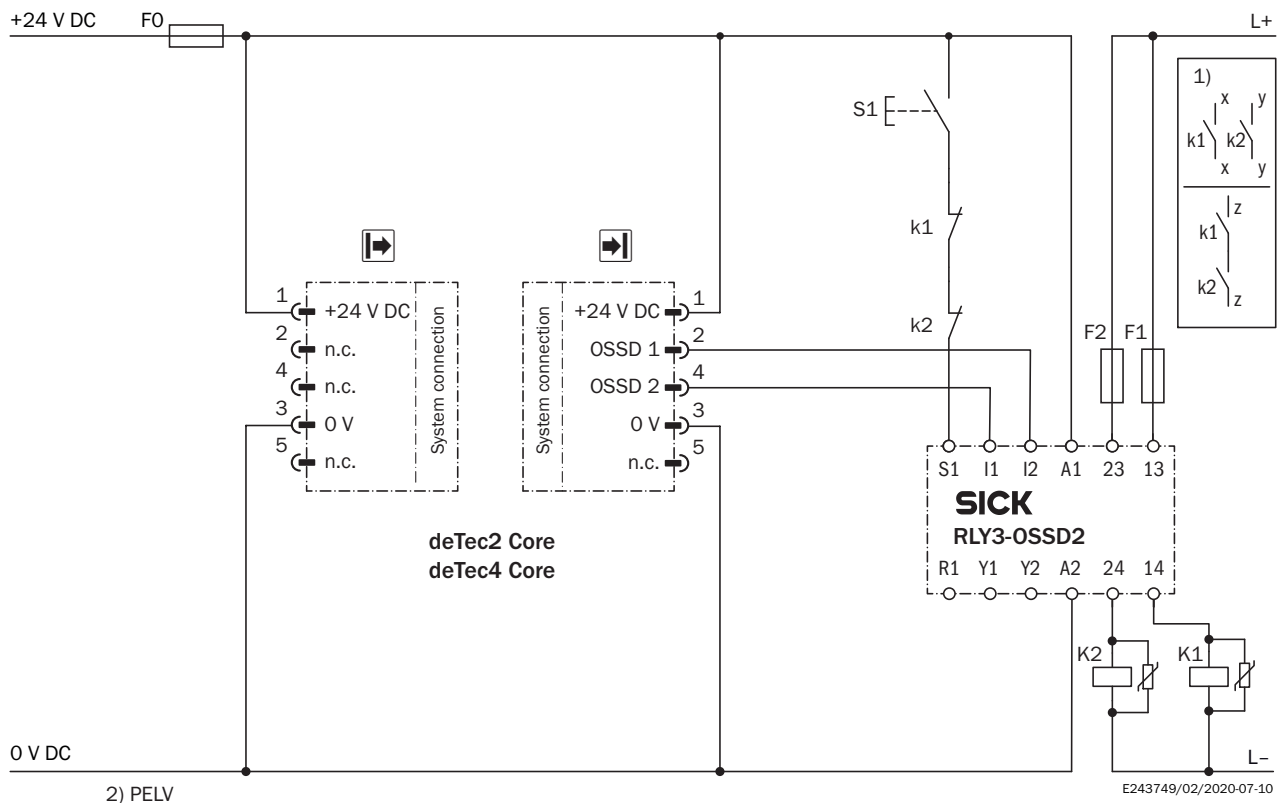 +24 V DC
F0
L+
1)
x
y
k1
k2
x
y
z
k1
k2
z
S1
k1
k2
1
+24 V DC
2
n.c.
4
n.c.
3
0 V
5
n.c.
System connection
System connection
+24 V DC
1
OSSD 1
2
OSSD 2
4
0 V
3
n.c.
5
F2
F1
S1
I1
I2
A1
23
13
SICK
RLY3-OSSD2
R1
Y1
Y2
A2
24
14
deTec2 Core
deTec4 Core
K2
K1
0 V DC
L–
2) PELV
E243749/02/2020-07-10